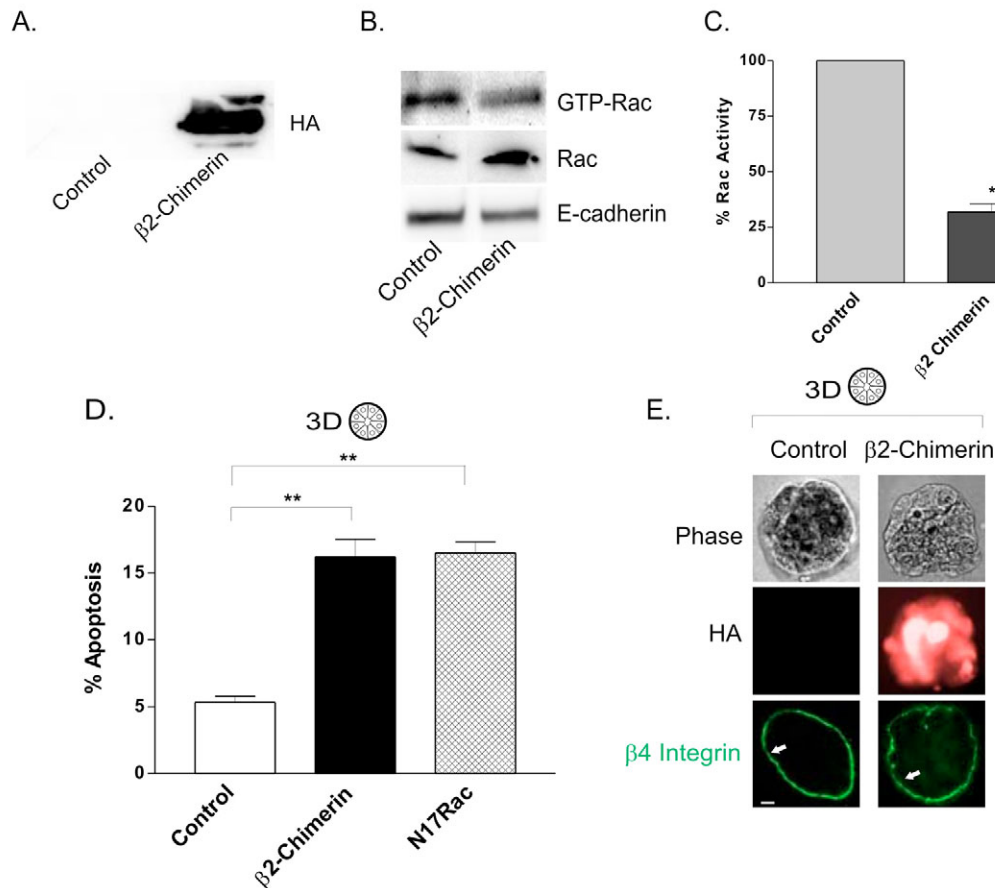 A.
HA
Control
β2-Chimerin
B.
GTP-Rac
Rac
E-cadherin
Control
β2-Chimerin
C.
% Rac Activity
100
75
50
25
0
*
Control
β2 Chimerin
D.
3D
**
**
% Apoptosis
20
15
10
5
0
Control
β2-Chimerin
N17Rac
E.
3D
Control β2-Chimerin
Phase
HA
β4 Integrin